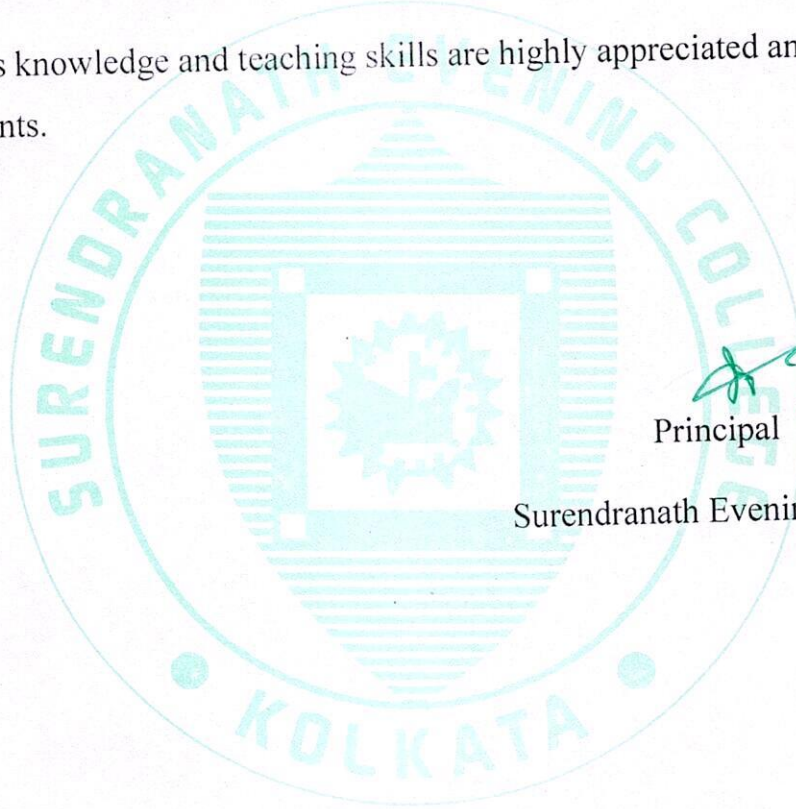 s knowledge and teaching skills are highly appreciated an
nts.
SURENDRANATH EVENING COLLEGE
Principal
Surendranath Evenin
KOLKATA